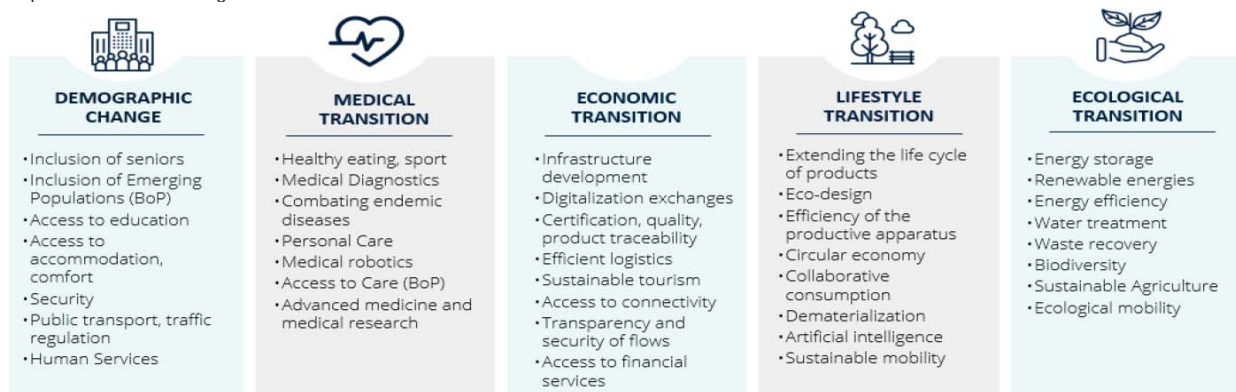 DEMOGRAPHIC
CHANGE
•Inclusion of seniors
•Inclusion of Emerging
Populations (BoP)
•Access to education
•Access to
accommodation,
comfort
•Security
•Public transport, traffic
regulation
•Human Services
MEDICAL
TRANSITION
•Healthy eating, sport
•Medical Diagnostics
•Combating endemic
diseases
•Personal Care
•Medical robotics
•Access to Care (BoP)
•Advanced medicine and
medical research
ECONOMIC
TRANSITION
•Infrastructure
development
•Digitalization exchanges
•Certification, quality,
product traceability
•Efficient logistics
•Sustainable tourism
•Access to connectivity
•Transparency and
security of flows
•Access to financial
services
LIFESTYLE
TRANSITION
•Extending the life cycle
of products
•Eco-design
•Efficiency of the
productive apparatus
•Circular economy
•Collaborative
consumption
•Dematerialization
•Artificial intelligence
•Sustainable mobility
ECOLOGICAL
TRANSITION
•Energy storage
•Renewable energies
•Energy efficiency
•Water treatment
•Waste recovery
•Biodiversity
•Sustainable Agriculture
•Ecological mobility